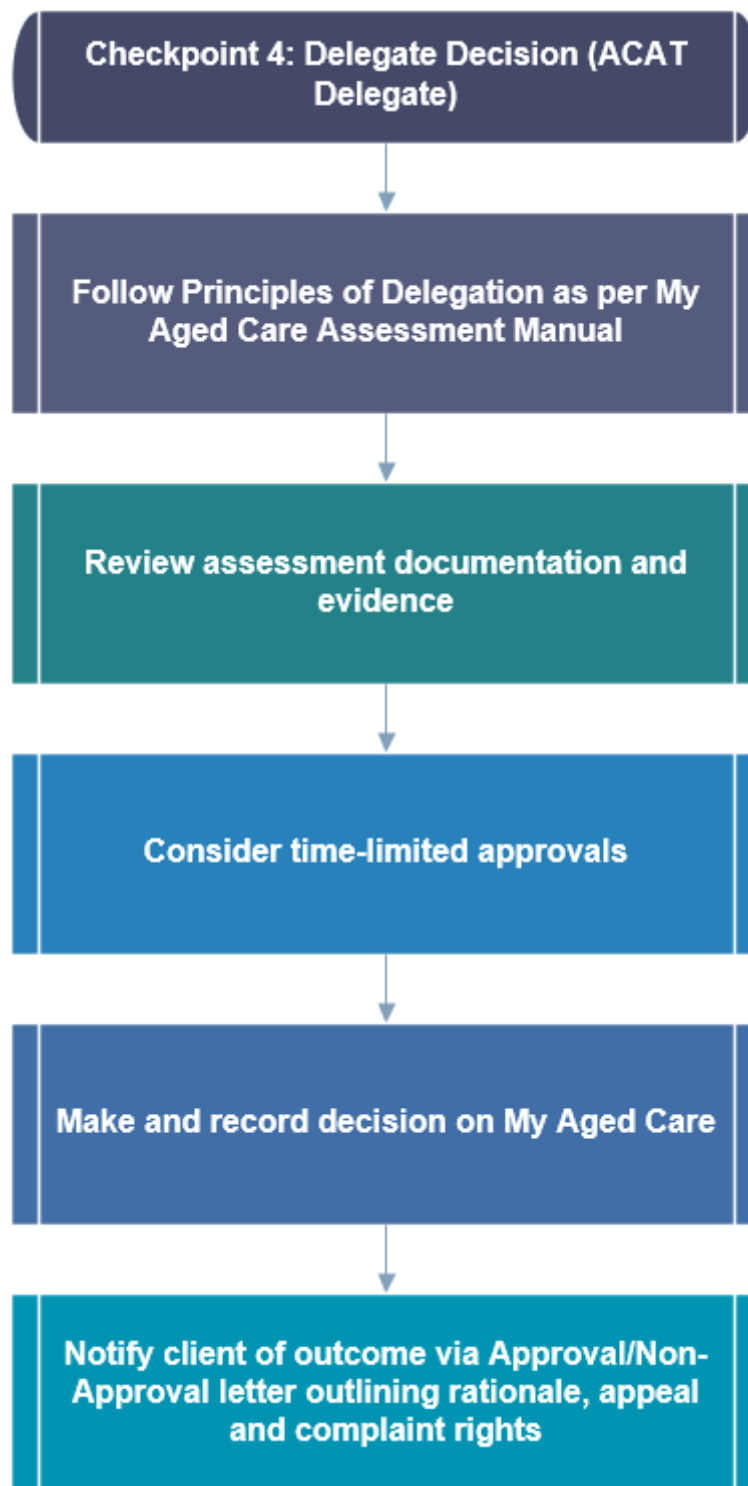 Checkpoint 4: Delegate Decision (ACAT
Delegate)
Follow Principles of Delegation as per My
Aged Care Assessment Manual
Review assessment documentation and
evidence
Consider time-limited approvals
Make and record decision on My Aged Care
Notify client of outcome via Approval/Non-
Approval letter outlining rationale, appeal
and complaint rights